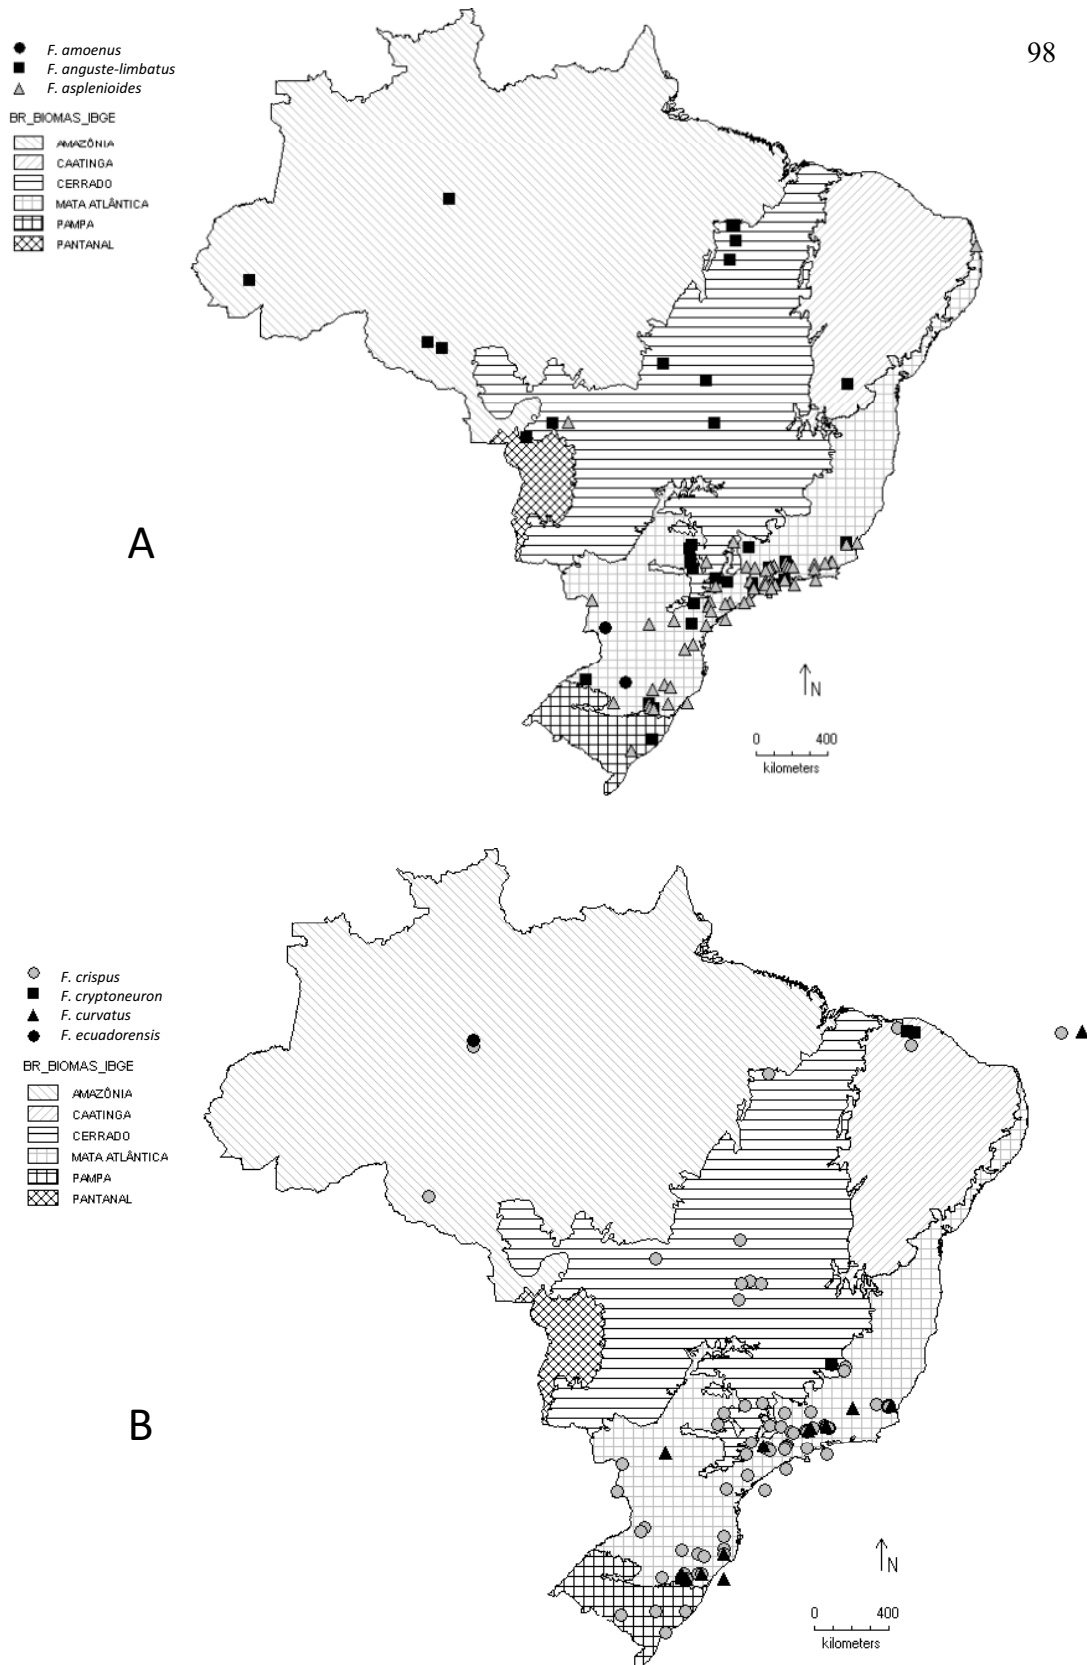 98
F. amoenus
F. anguste-limbatus
F. asplenioides
BR_BIOMAS_IBGE
AMAZÔNIA
CAATINGA
CERRADO
MATA ATLÂNTICA
PAMPA
PANTANAL
A
N
0 400
kilometers
F. crispus
F. cryptoneuron
F. curvatus
F. ecuadorensis
BR_BIOMAS_IBGE
AMAZÔNIA
CAATINGA
CERRADO
MATA ATLÂNTICA
PAMPA
PANTANAL
B
N
0 400
kilometers